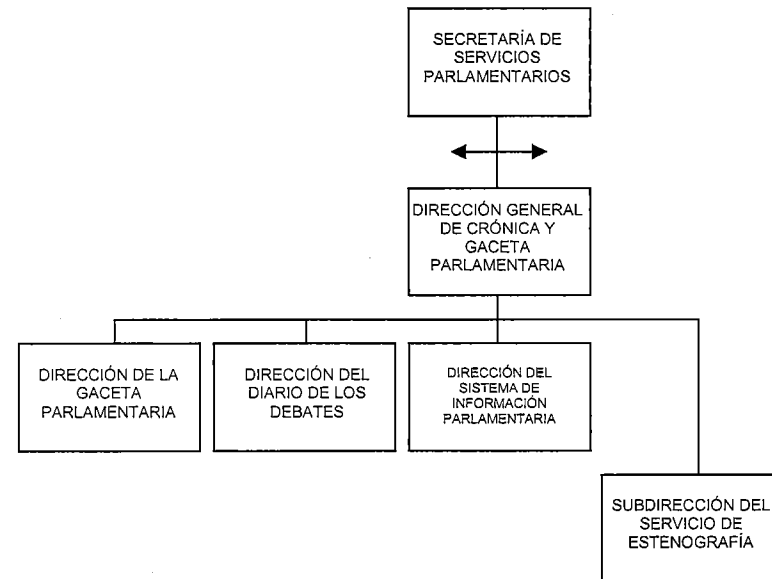 SECRETARÍA DE
SERVICIOS
PARLAMENTARIOS
DIRECCIÓN GENERAL
DE CRÓNICA Y
GACETA
PARLAMENTARIA
DIRECCIÓN DE LA
GACETA
PARLAMENTARIA
DIRECCIÓN DEL
DIARIO DE LOS
DEBATES
DIRECCIÓN DEL
SISTEMA DE
INFORMACIÓN
PARLAMENTARIA
SUBDIRECCIÓN DEL
SERVICIO DE
ESTENOGRAFÍA